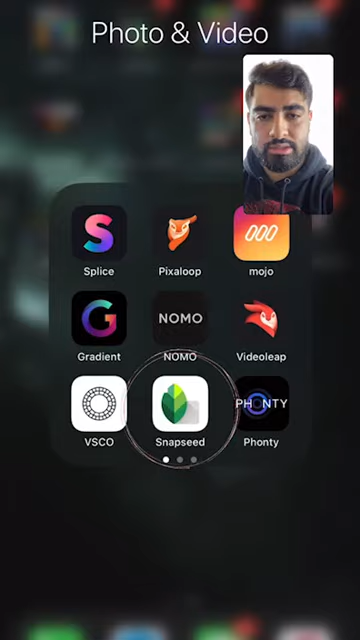 Photo & Video
Splice
Pixaloop
mojo
NOMO
Gradient
NOMO
Videoleap
PHONTY
VSCO
Snapseed
Phonty